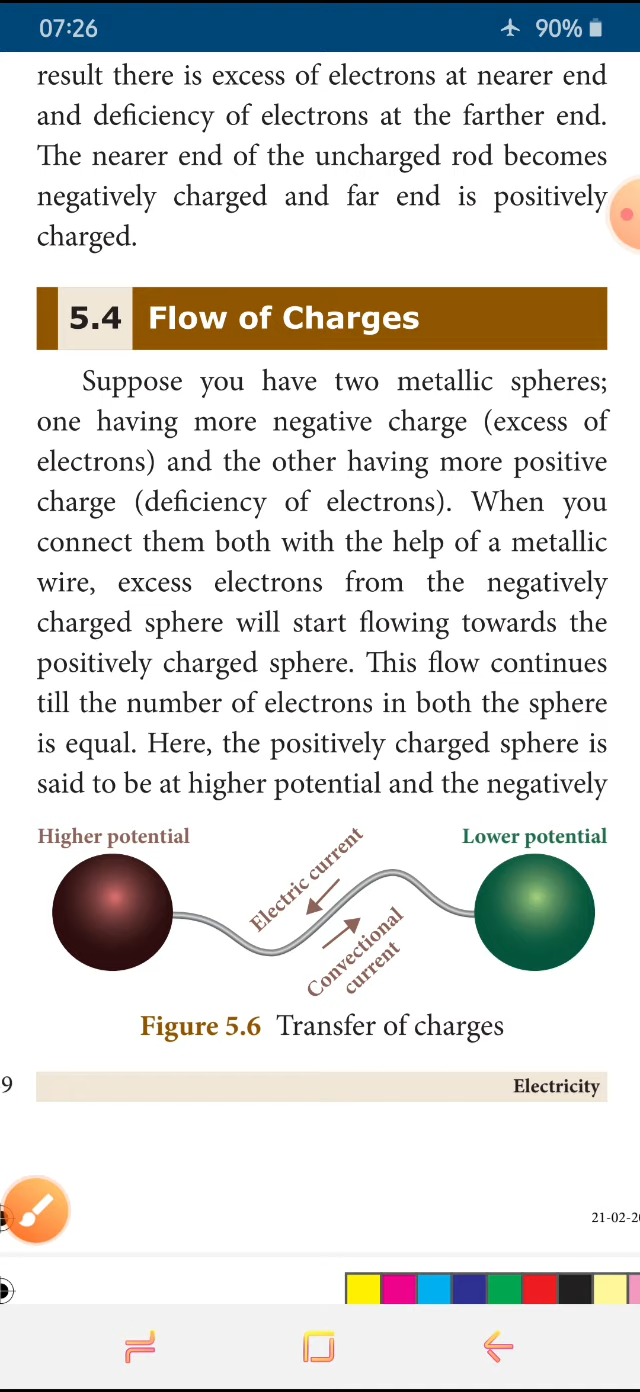 07:26
90%
result there is excess of electrons at nearer end
and deficiency of electrons at the farther end.
The nearer end of the uncharged rod becomes
negatively charged and far end is positively
charged.
5.4 Flow of Charges
Suppose you have two metallic spheres;
one having more negative charge (excess of
electrons) and the other having more positive
charge (deficiency of electrons). When you
connect them both with the help of a metallic
wire, excess electrons from the negatively
charged sphere will start flowing towards the
positively charged sphere. This flow continues
till the number of electrons in both the sphere
is equal. Here, the positively charged sphere is
said to be at higher potential and the negatively
Higher potential
Lower potential
Electric current
Convectional
current
Figure 5.6 Transfer of charges
9
Electricity
21-02-20